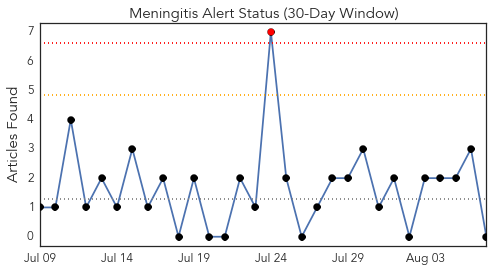 Meningitis Alert Status (30-Day Window)
Articles Found
7
6
5
4
3
2
1
0
Jul 09 Jul 14 Jul 19 Jul 24 Jul 29 Aug 03